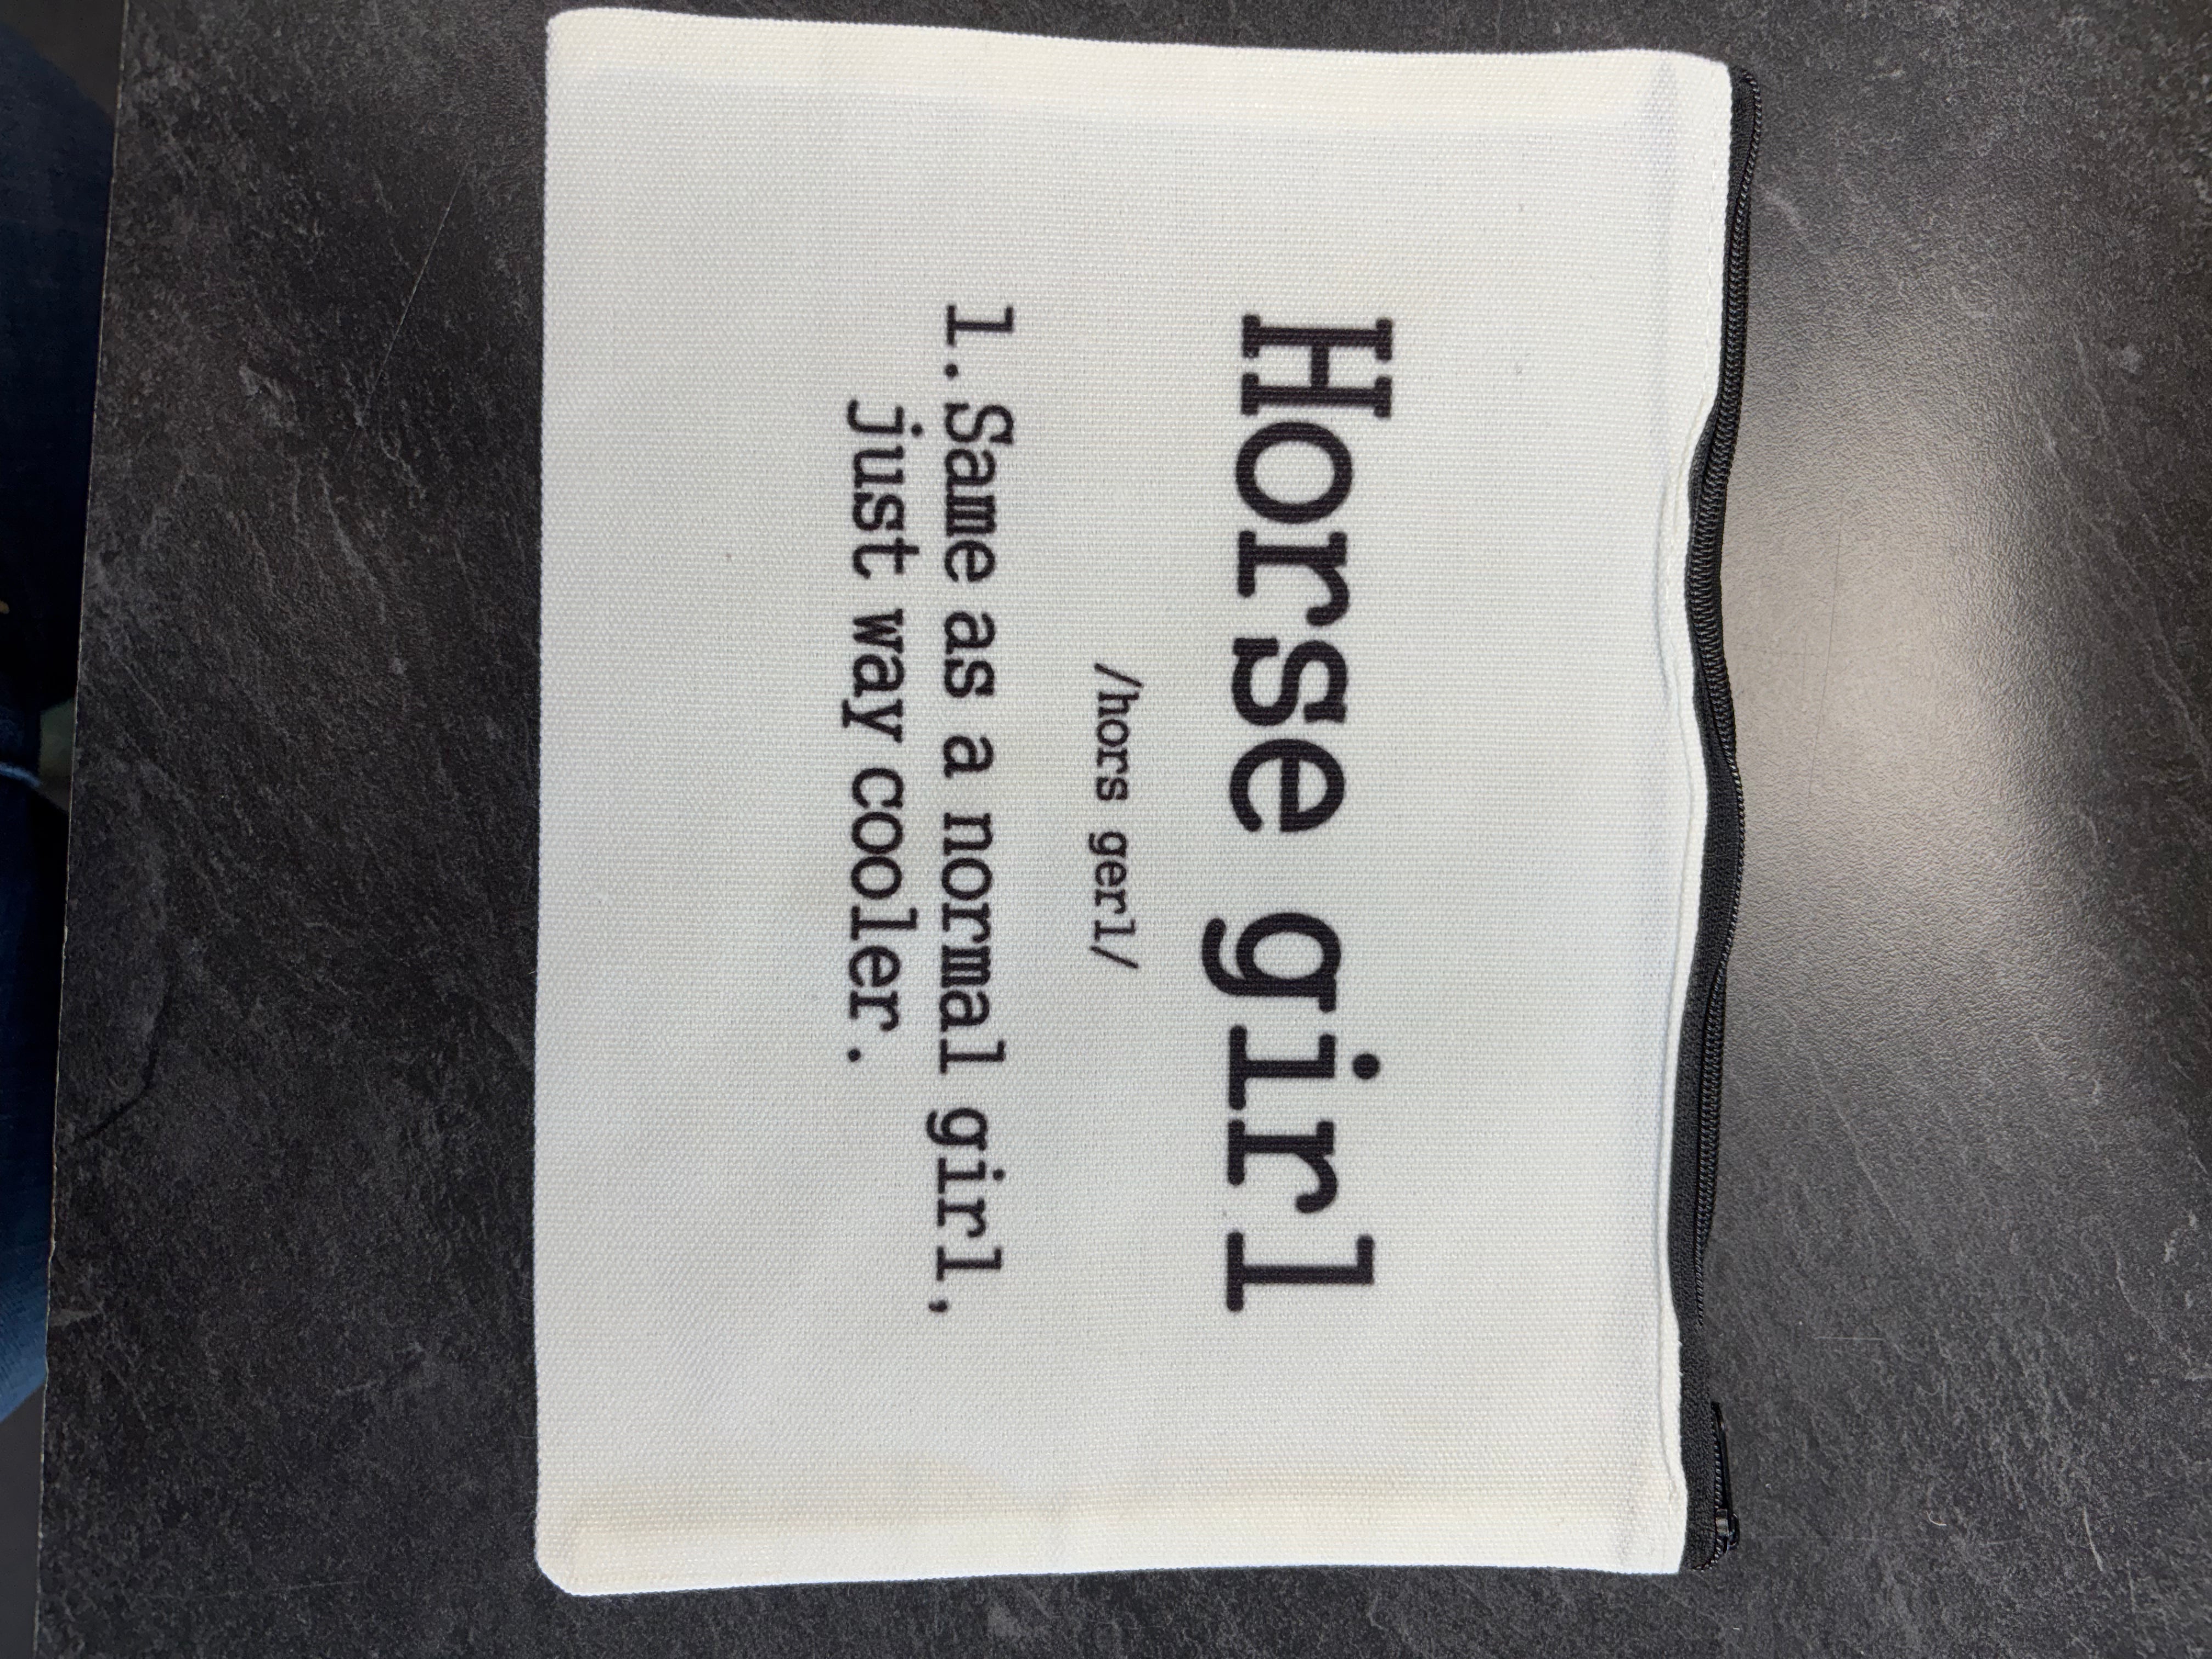 Horse girl
/hors gerl/
1.Same as a normal girl,
just way cooler.